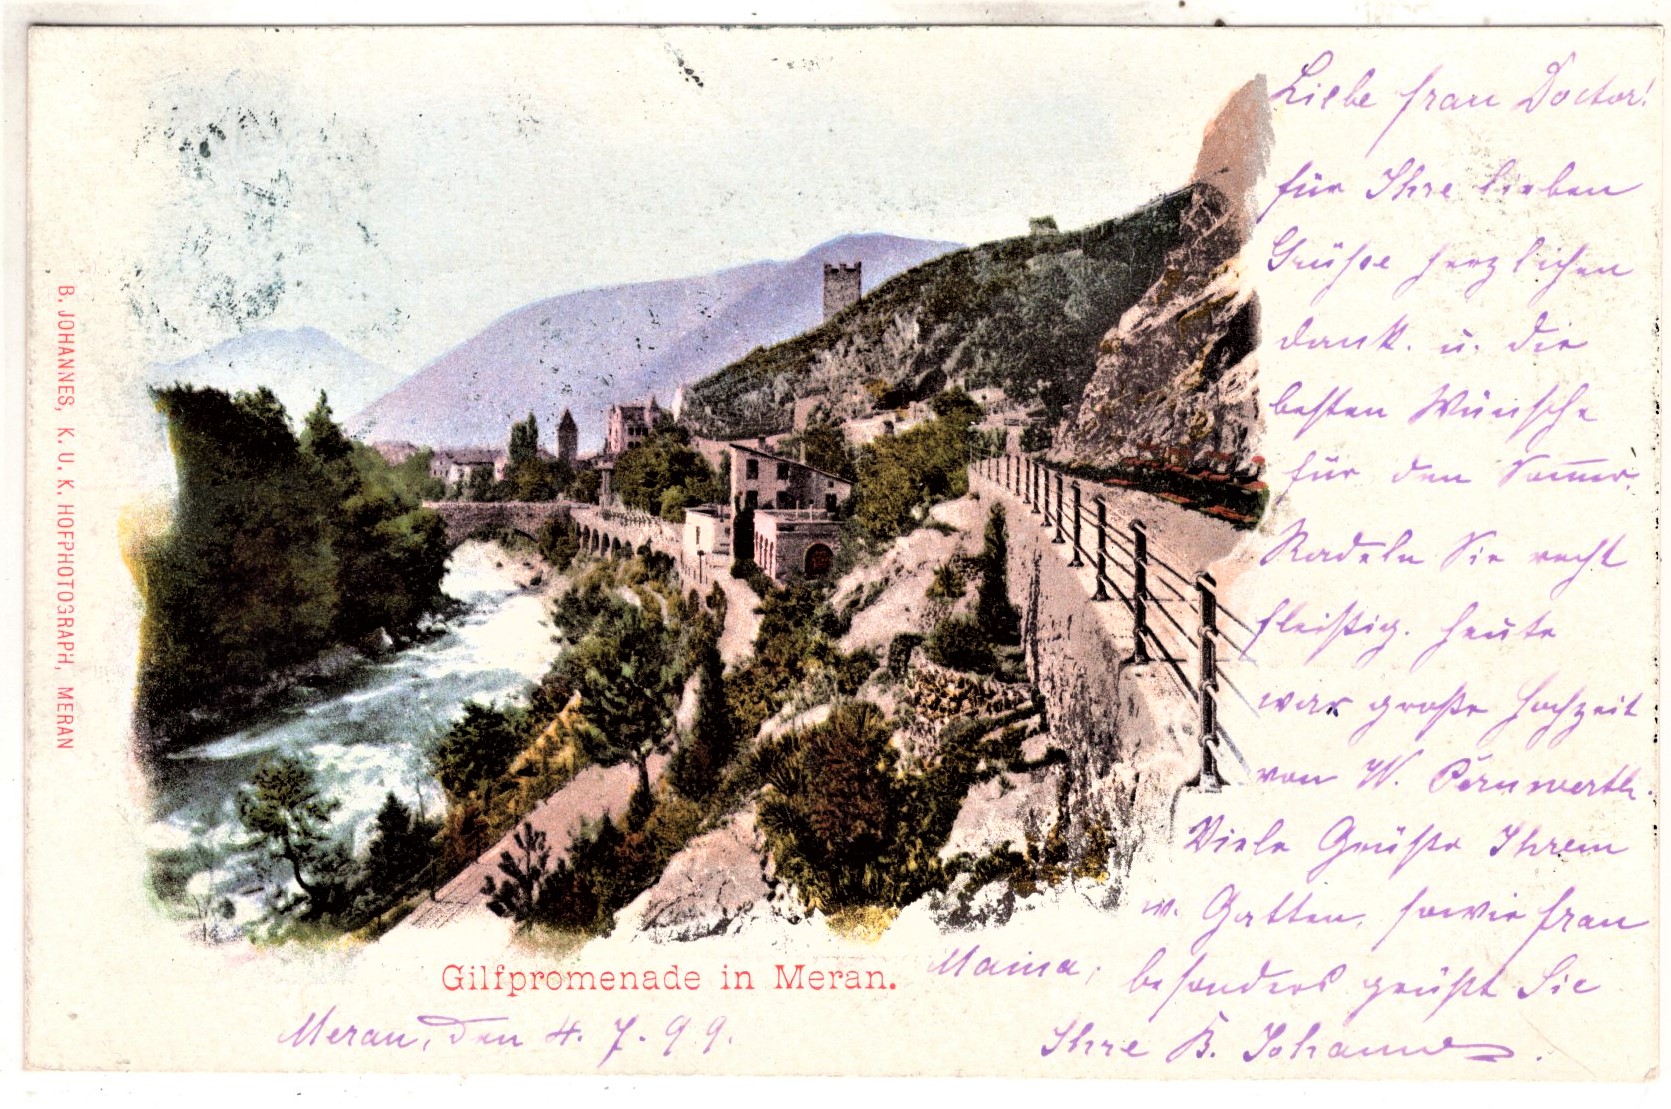 Liebe Frau Doctor!
für Ihre lieben
Grüße herzlichen
Dank. u. die
besten Wünsche
für den Somer.
Radeln Sie recht
fleißig. Heute
war große Hochzeit
von W. Pernwerth.
Viele Grüße Ihrem
w. Gatten, sowie Frau
Mama, besonders grüßt Sie
Ihre B. Johannes.
Gilfpromenade in Meran.
Meran, den 4. 7. 99.
B. JOHANNES, K. U. K. HOFPHOTOGRAPH, MERAN